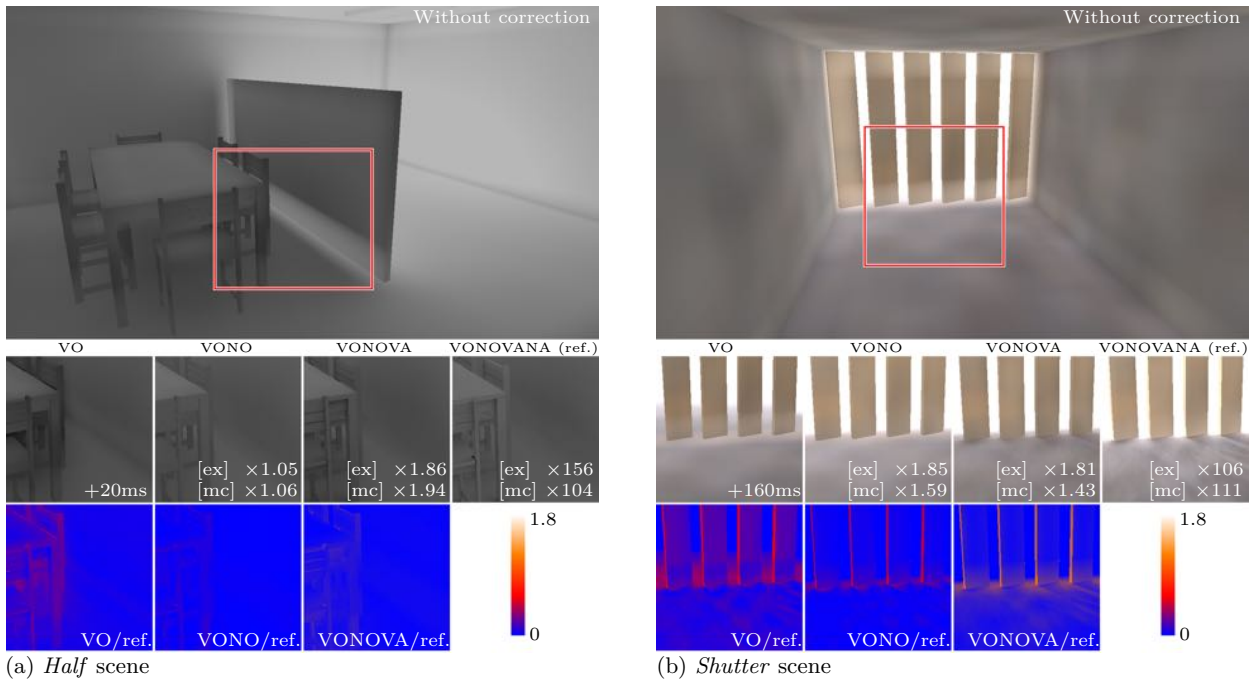 Without correction
VO VONO VONOVA VONOVANA (ref.)
+20ms
[ex] ×1.05
[mc] ×1.06
[ex] ×1.86
[mc] ×1.94
[ex] ×156
[mc] ×104
1.8
0
VO/ref. VONO/ref. VONOVA/ref.
(a) Half scene
Without correction
VO VONO VONOVA VONOVANA (ref.)
+160ms
[ex] ×1.85
[mc] ×1.59
[ex] ×1.81
[mc] ×1.43
[ex] ×106
[mc] ×111
1.8
0
VO/ref. VONO/ref. VONOVA/ref.
(b) Shutter scene